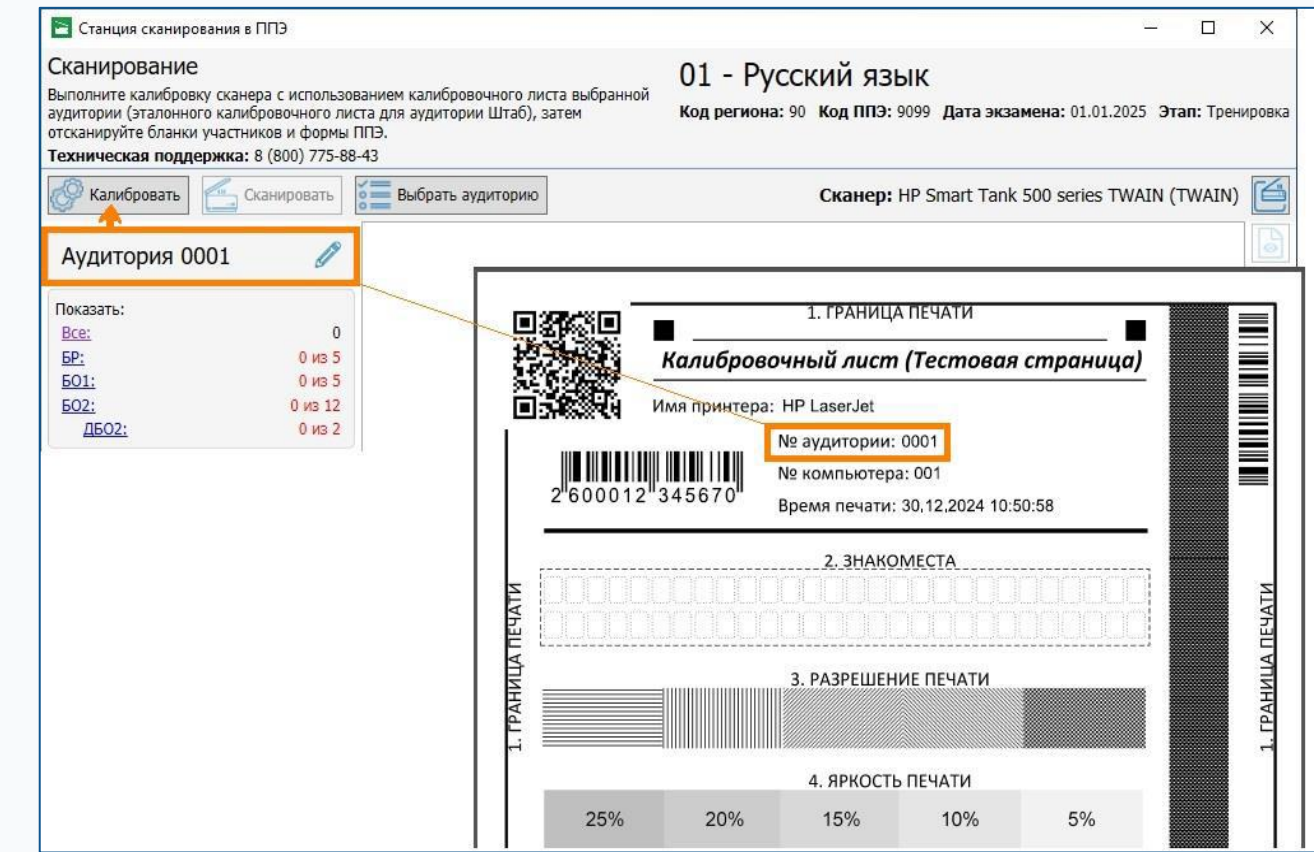 Станция сканирования в ППЭ
Сканирование
Выполните калибровку сканера с использованием калибровочного листа выбранной
аудитории (эталонного калибровочного листа для аудитории Штаб), затем
отсканируйте бланки участников и формы ППЭ.
Техническая поддержка: 8 (800) 775-88-43
01 - Русский язык
Код региона: 90 Код ППЭ: 9099 Дата экзамена: 01.01.2025 Этап: Тренировка
Калибровать
Сканировать
Выбрать аудиторию
Сканер: HP Smart Tank 500 series TWAIN (TWAIN)
Аудитория 0001
Показать:
Все: 0
БР: 0 из 5
БО1: 0 из 5
БО2: 0 из 12
ДБО2: 0 из 2
1. ГРАНИЦА ПЕЧАТИ
Калибровочный лист (Тестовая страница)
Имя принтера: HP LaserJet
№ аудитории: 0001
№ компьютера: 001
Время печати: 30,12,2024 10:50:58
2 600012 345670
2. ЗНАКОМЕСТА
1. ГРАНИЦА ПЕЧАТИ
1. ГРАНИЦА ПЕЧАТИ
3. РАЗРЕШЕНИЕ ПЕЧАТИ
4. ЯРКОСТЬ ПЕЧАТИ
25% 20% 15% 10% 5%